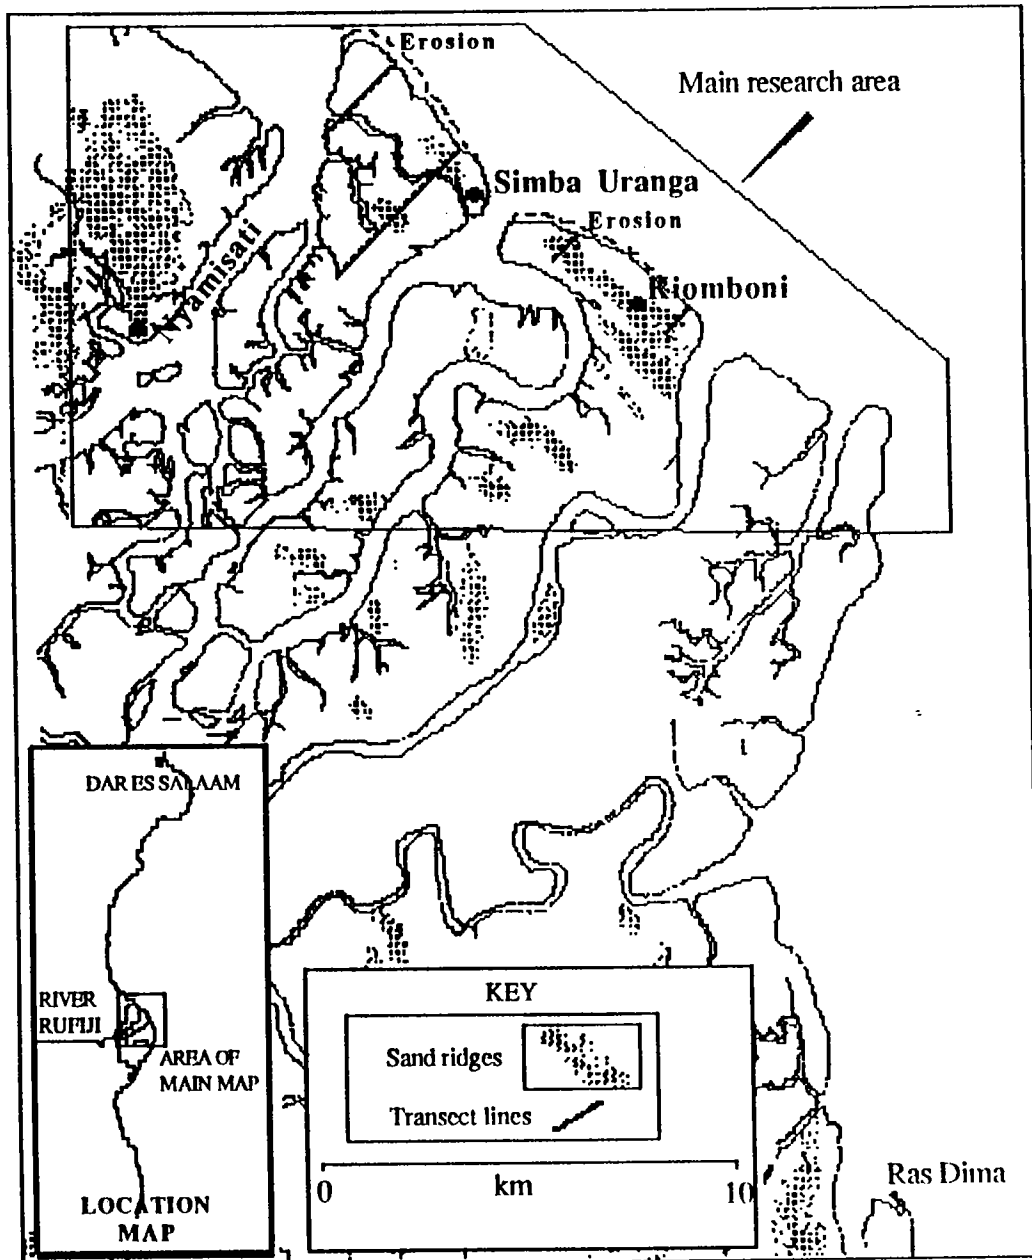 Erosion
Main research area
Simba Uranga
Erosion
Kiomboni
Nyamisati
DAR ES SALAAM
RIVER
RUFIJI
AREA OF
MAIN MAP
LOCATION
MAP
KEY
Sand ridges
Transect lines
0 10
km
Ras Dima